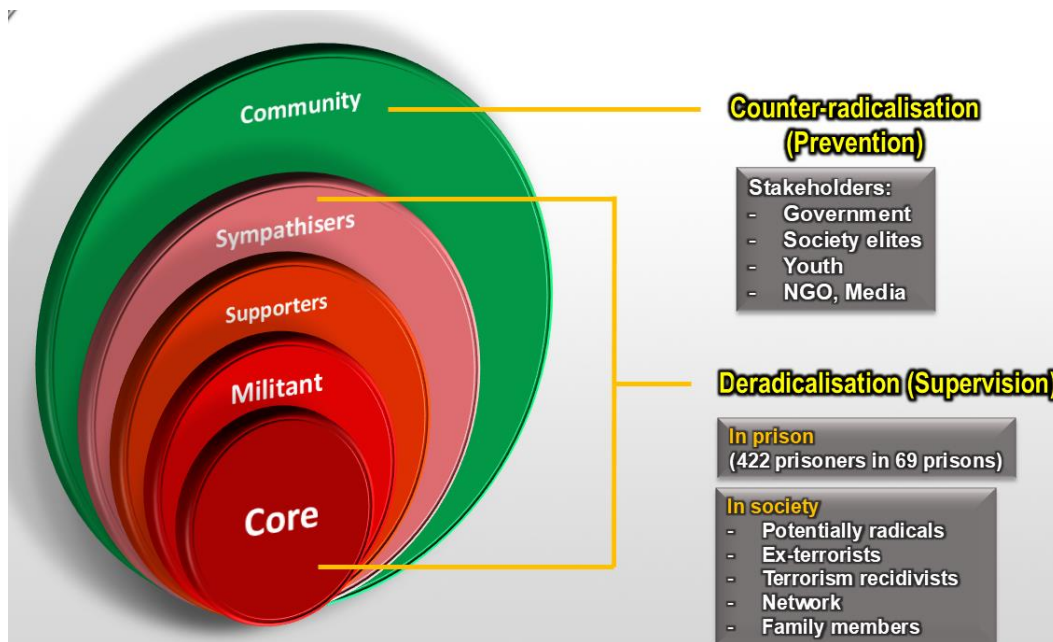 Community
Sympathisers
Supporters
Militant
Core
Counter-radicalisation
(Prevention)
Stakeholders:
- Government
- Society elites
- Youth
- NGO, Media
Deradicalisation (Supervision)
In prison
(422 prisoners in 69 prisons)
In society
- Potentially radicals
- Ex-terrorists
- Terrorism recidivists
- Network
- Family members